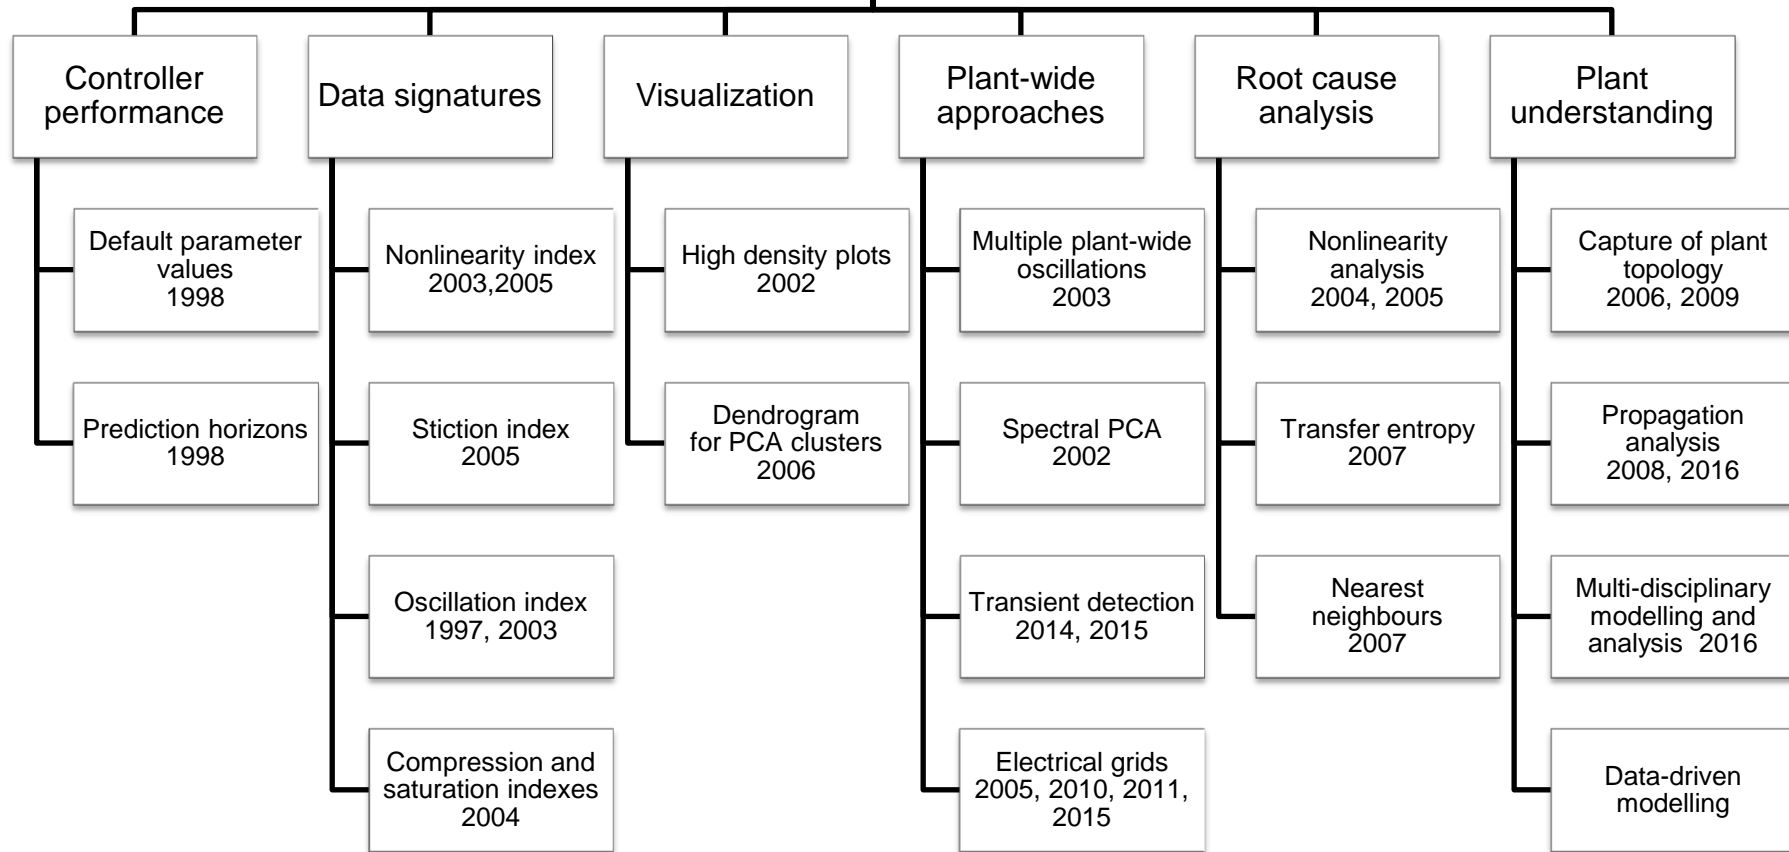 Controller
performance
Data signatures
Visualization
Plant-wide
approaches
Root cause
analysis
Plant
understanding
Default parameter
values
1998
Nonlinearity index
2003,2005
High density plots
2002
Multiple plant-wide
oscillations
2003
Nonlinearity
analysis
2004, 2005
Capture of plant
topology
2006, 2009
Prediction horizons
1998
Stiction index
2005
Dendrogram
for PCA clusters
2006
Spectral PCA
2002
Transfer entropy
2007
Propagation
analysis
2008, 2016
Oscillation index
1997, 2003
Transient detection
2014, 2015
Nearest
neighbours
2007
Multi-disciplinary
modelling and
analysis 2016
Compression and
saturation indexes
2004
Electrical grids
2005, 2010, 2011,
2015
Data-driven
modelling